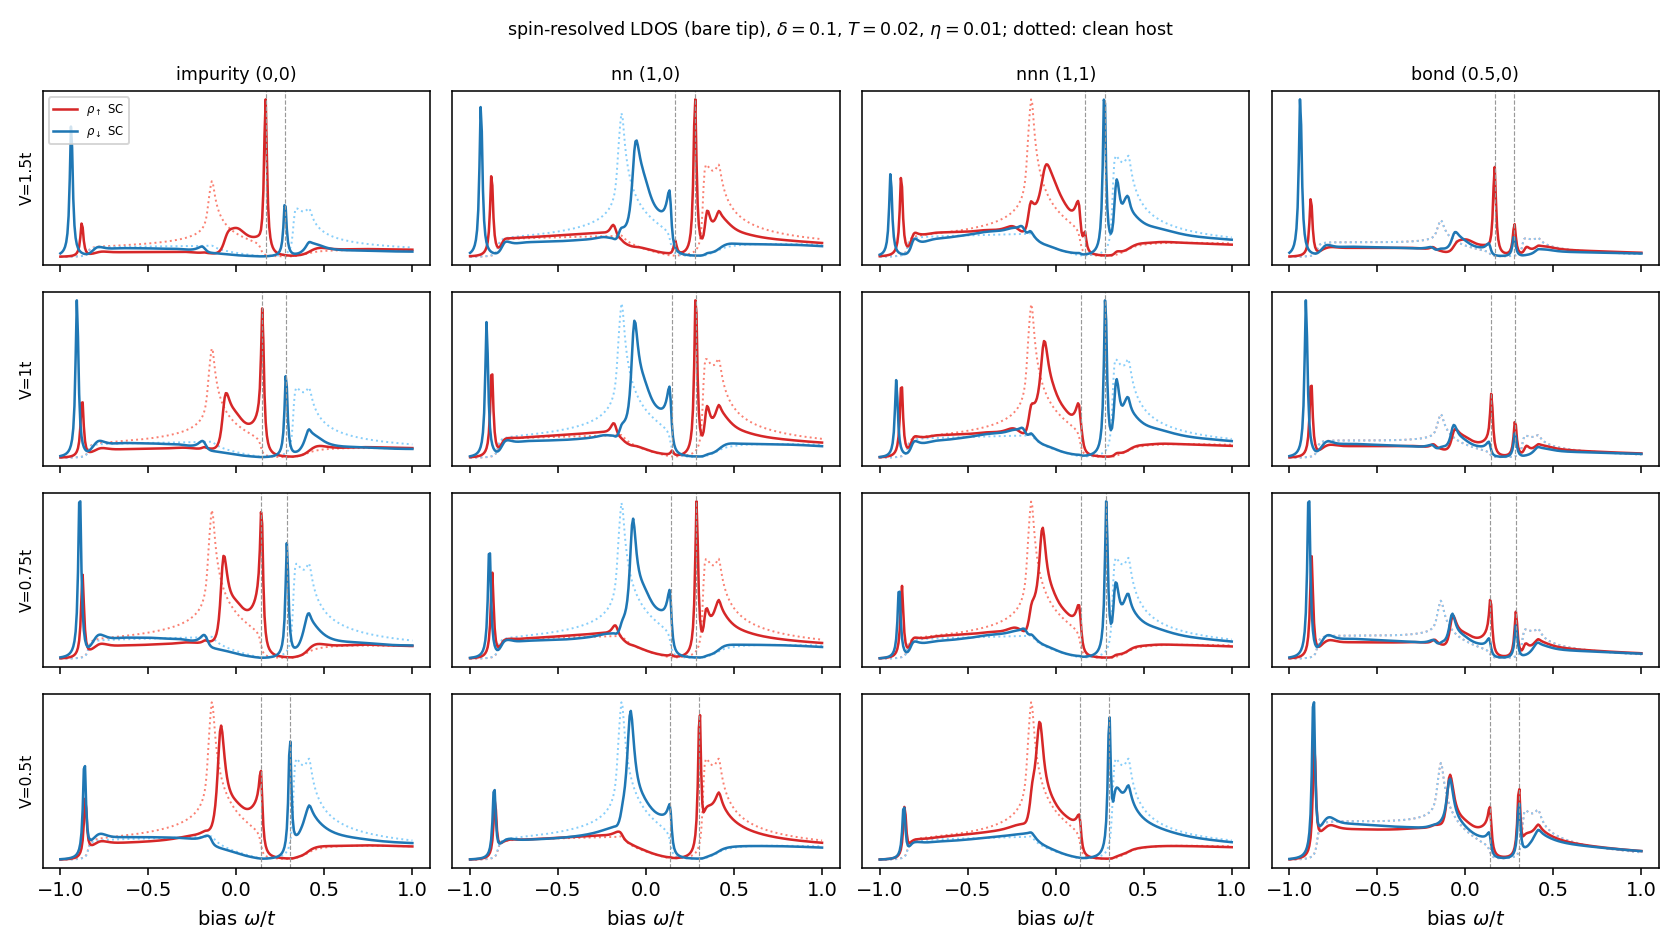 spin-resolved LDOS (bare tip), δ = 0.1, T = 0.02, η = 0.01; dotted: clean host
impurity (0,0)
nn (1,0)
nnn (1,1)
bond (0.5,0)
ρ↑ SC
ρ↓ SC
V=1.5t
V=1t
V=0.75t
V=0.5t
−1.0 −0.5 0.0 0.5 1.0
−1.0 −0.5 0.0 0.5 1.0
−1.0 −0.5 0.0 0.5 1.0
−1.0 −0.5 0.0 0.5 1.0
bias ω/t
bias ω/t
bias ω/t
bias ω/t